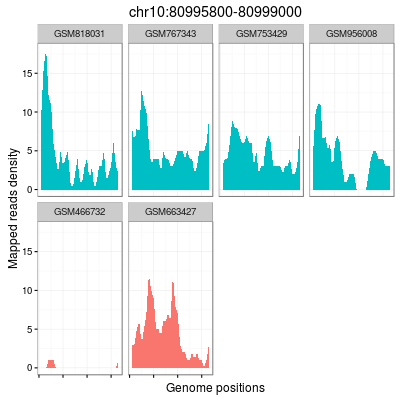 chr10:80995800-80999000
GSM818031 GSM767343 GSM753429 GSM956008
15
10
5
0
GSM466732 GSM663427
15
10
5
0
Mapped reads density
Genome positions